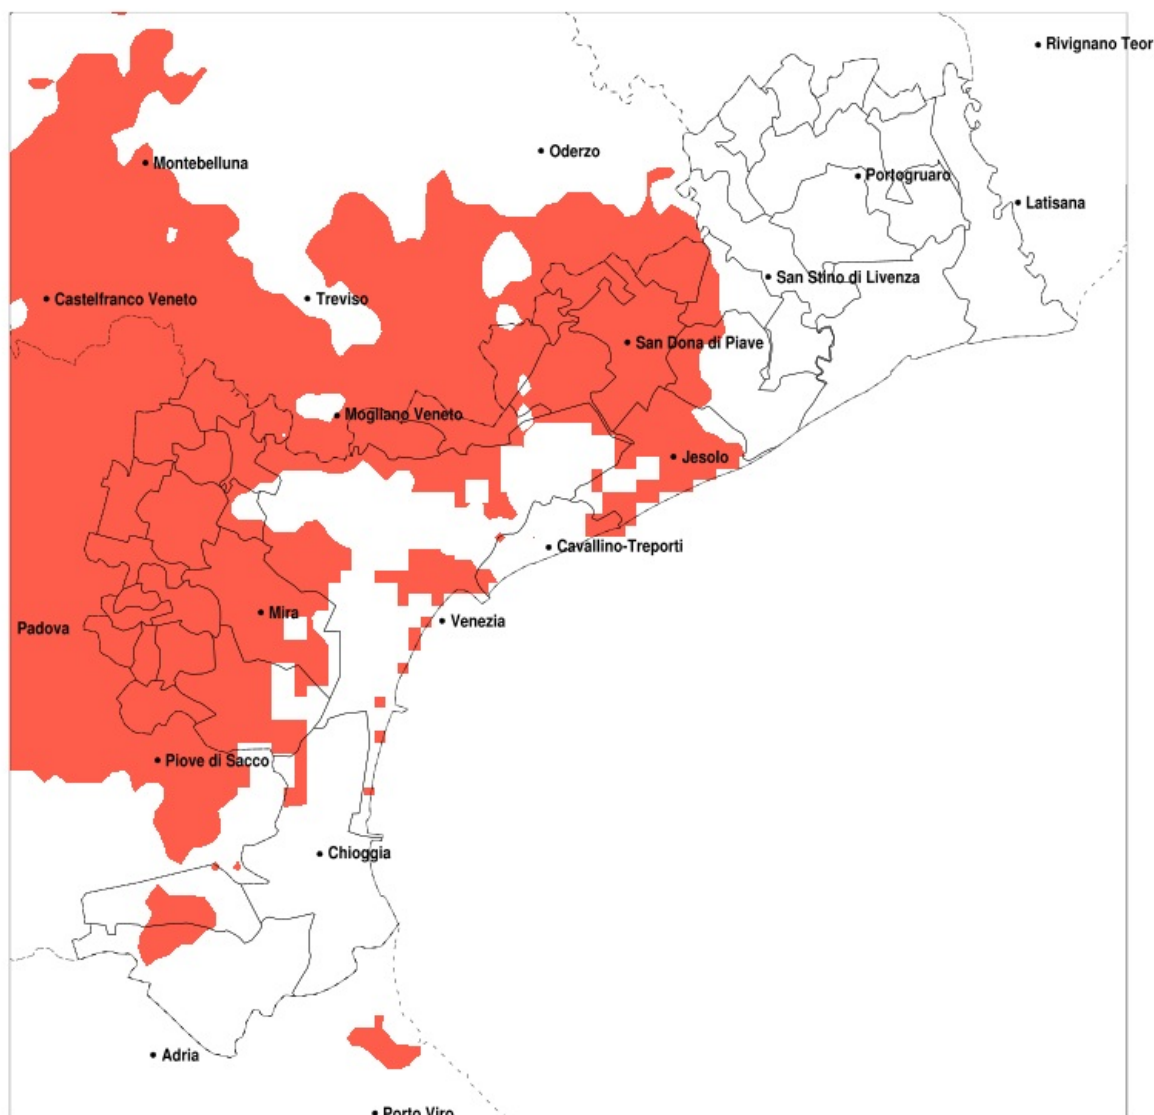 Rivignano Teor
Oderzo
Montebelluna
Portogruaro
Latisana
San Stino di Livenza
Castelfranco Veneto
Treviso
San Dona di Piave
Mogliano Veneto
Jesolo
Cavallino-Treporti
Mira
Venezia
Padova
Piove di Sacco
Chioggia
Adria
Porto Viro